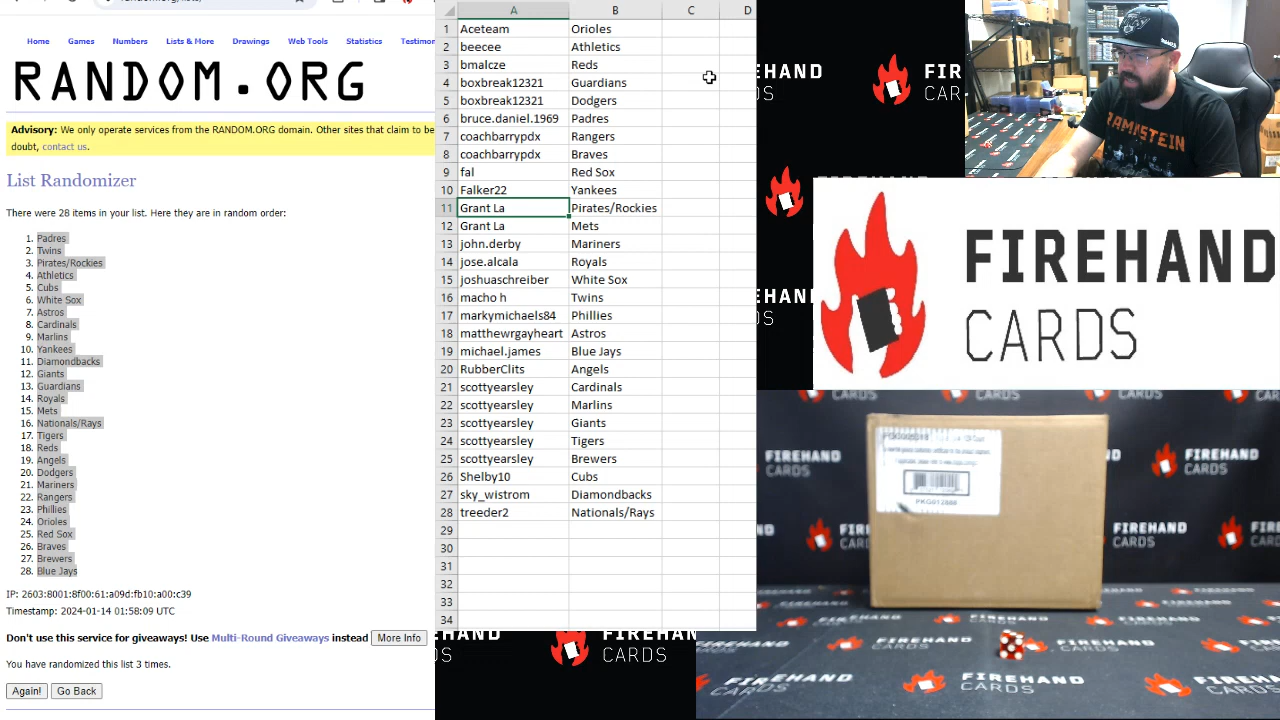 Home Games Numbers Lists & More Drawings Web Tools Statistics Testimon
RANDOM.ORG
Advisory: We only operate services from the RANDOM.ORG domain. Other sites that claim to be
doubt, contact us.
List Randomizer
There were 28 items in your list. Here they are in random order:
1. Padres
2. Twins
3. Pirates/Rockies
4. Athletics
5. Cubs
6. White Sox
7. Astros
8. Cardinals
9. Marlins
10. Yankees
11. Diamondbacks
12. Giants
13. Guardians
14. Royals
15. Mets
16. Nationals/Rays
17. Tigers
18. Reds
19. Angels
20. Dodgers
21. Mariners
22. Rangers
23. Phillies
24. Orioles
25. Red Sox
26. Braves
27. Brewers
28. Blue Jays
IP: 2603:8001:8f00:61:a09d:fb10:a00:c39
Timestamp: 2024-01-14 01:58:09 UTC
Don't use this service for giveaways! Use Multi-Round Giveaways instead More Info
You have randomized this list 3 times.
Again! Go Back
A B C D
1 Aceteam Orioles
2 beecee Athletics
3 bmalcze Reds
4 boxbreak12321 Guardians
5 boxbreak12321 Dodgers
6 bruce.daniel.1969 Padres
7 coachbarrypdx Rangers
8 coachbarrypdx Braves
9 fal Red Sox
10 Falker22 Yankees
11 Grant La Pirates/Rockies
12 Grant La Mets
13 john.derby Mariners
14 jose.alcala Royals
15 joshuaschreiber White Sox
16 macho h Twins
17 markymichaels84 Phillies
18 matthewrgayheart Astros
19 michael.james Blue Jays
20 RubberClits Angels
21 scottyearsley Cardinals
22 scottyearsley Marlins
23 scottyearsley Giants
24 scottyearsley Tigers
25 scottyearsley Brewers
26 Shelby10 Cubs
27 sky_wistrom Diamondbacks
28 treeder2 Nationals/Rays
29
30
31
32
33
34
RAMMSTEIN
FIREHAND
CARDS
FIREHAND
CARDS
FIREHAND
CARDS
FIREHAND
CARDS